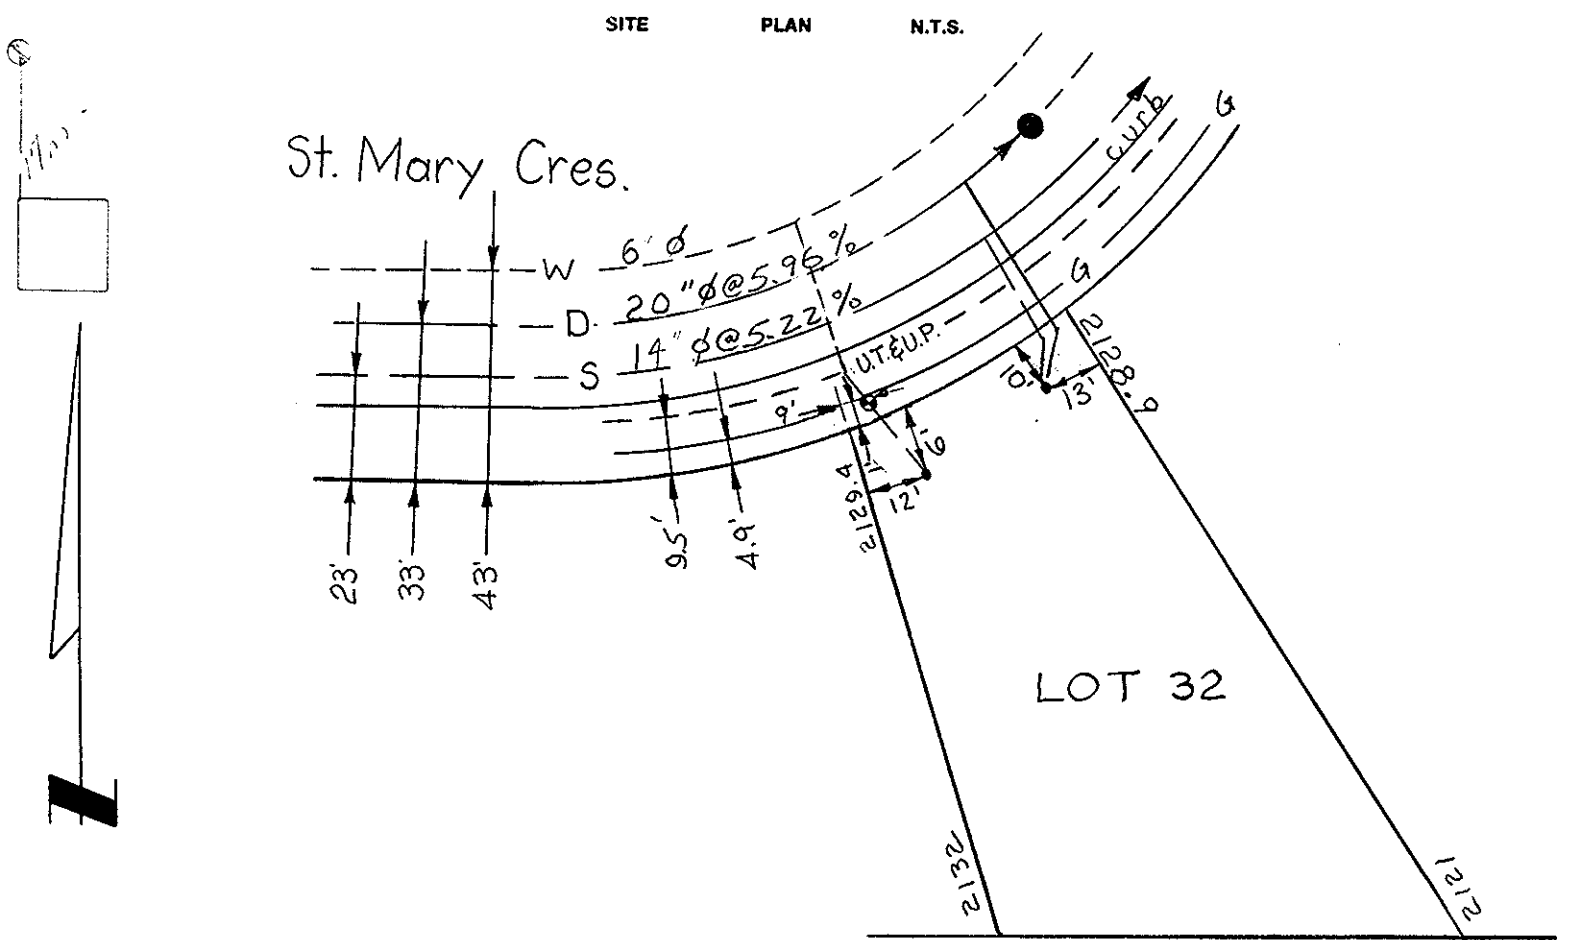 SITE PLAN N.T.S.
St. Mary Cres.
curb
G
W 6" ϕ
D 20" ϕ@5.96%
S 14" ϕ@5.22%
U.T.&U.P.
G
9'
10'
13'
2128.9
6'
1'
12'
2129.4
23'
33'
43'
9.5'
4.9'
LOT 32
2132
2121